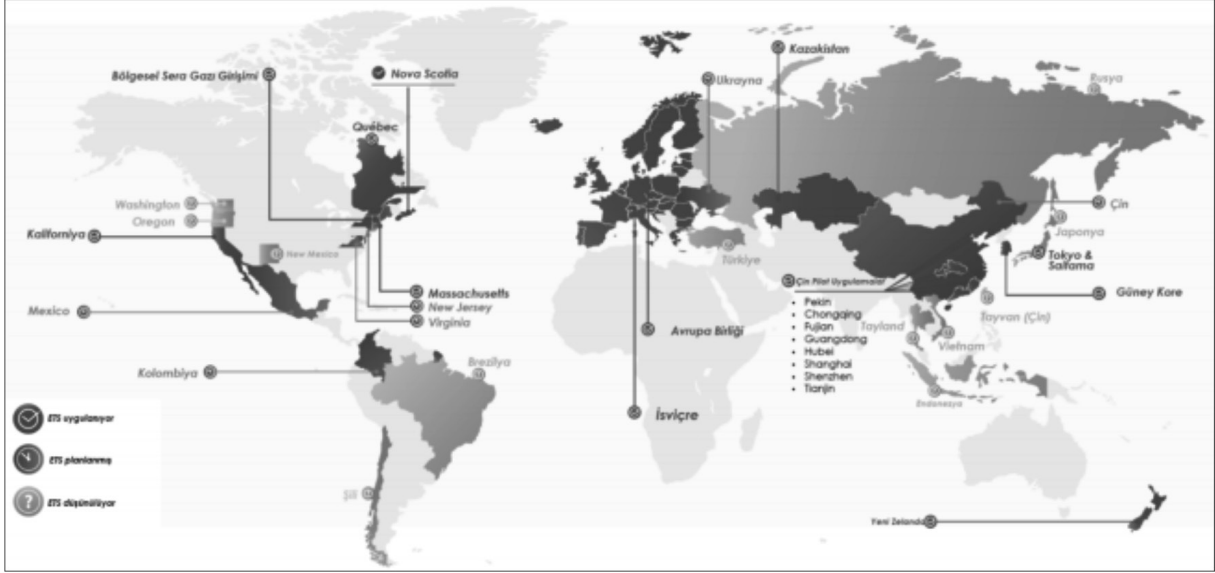 Bölgesel Sera Gazı Girişimi
Nova Scotia
Kazakistan
Ukrayna
Rusya
Québec
Washington
Oregon
Kaliforniya
New Mexico
Çin
Japonya
Türkiye
Tokyo &
Saitama
Çin Pilot Uygulamaları
Massachusetts
New Jersey
Virginia
Güney Kore
Mexico
• Pekin
• Chongqing
• Fujian
• Guangdong
• Hubei
• Shanghai
• Shenzhen
• Tianjin
Tayvan (Çin)
Tayland
Vietnam
Avrupa Birliği
Brezilya
Kolombiya
Endonezya
İsviçre
ETS uygulanıyor
ETS planlanmış
?
ETS düşünülüyor
Şili
Yeni Zelanda